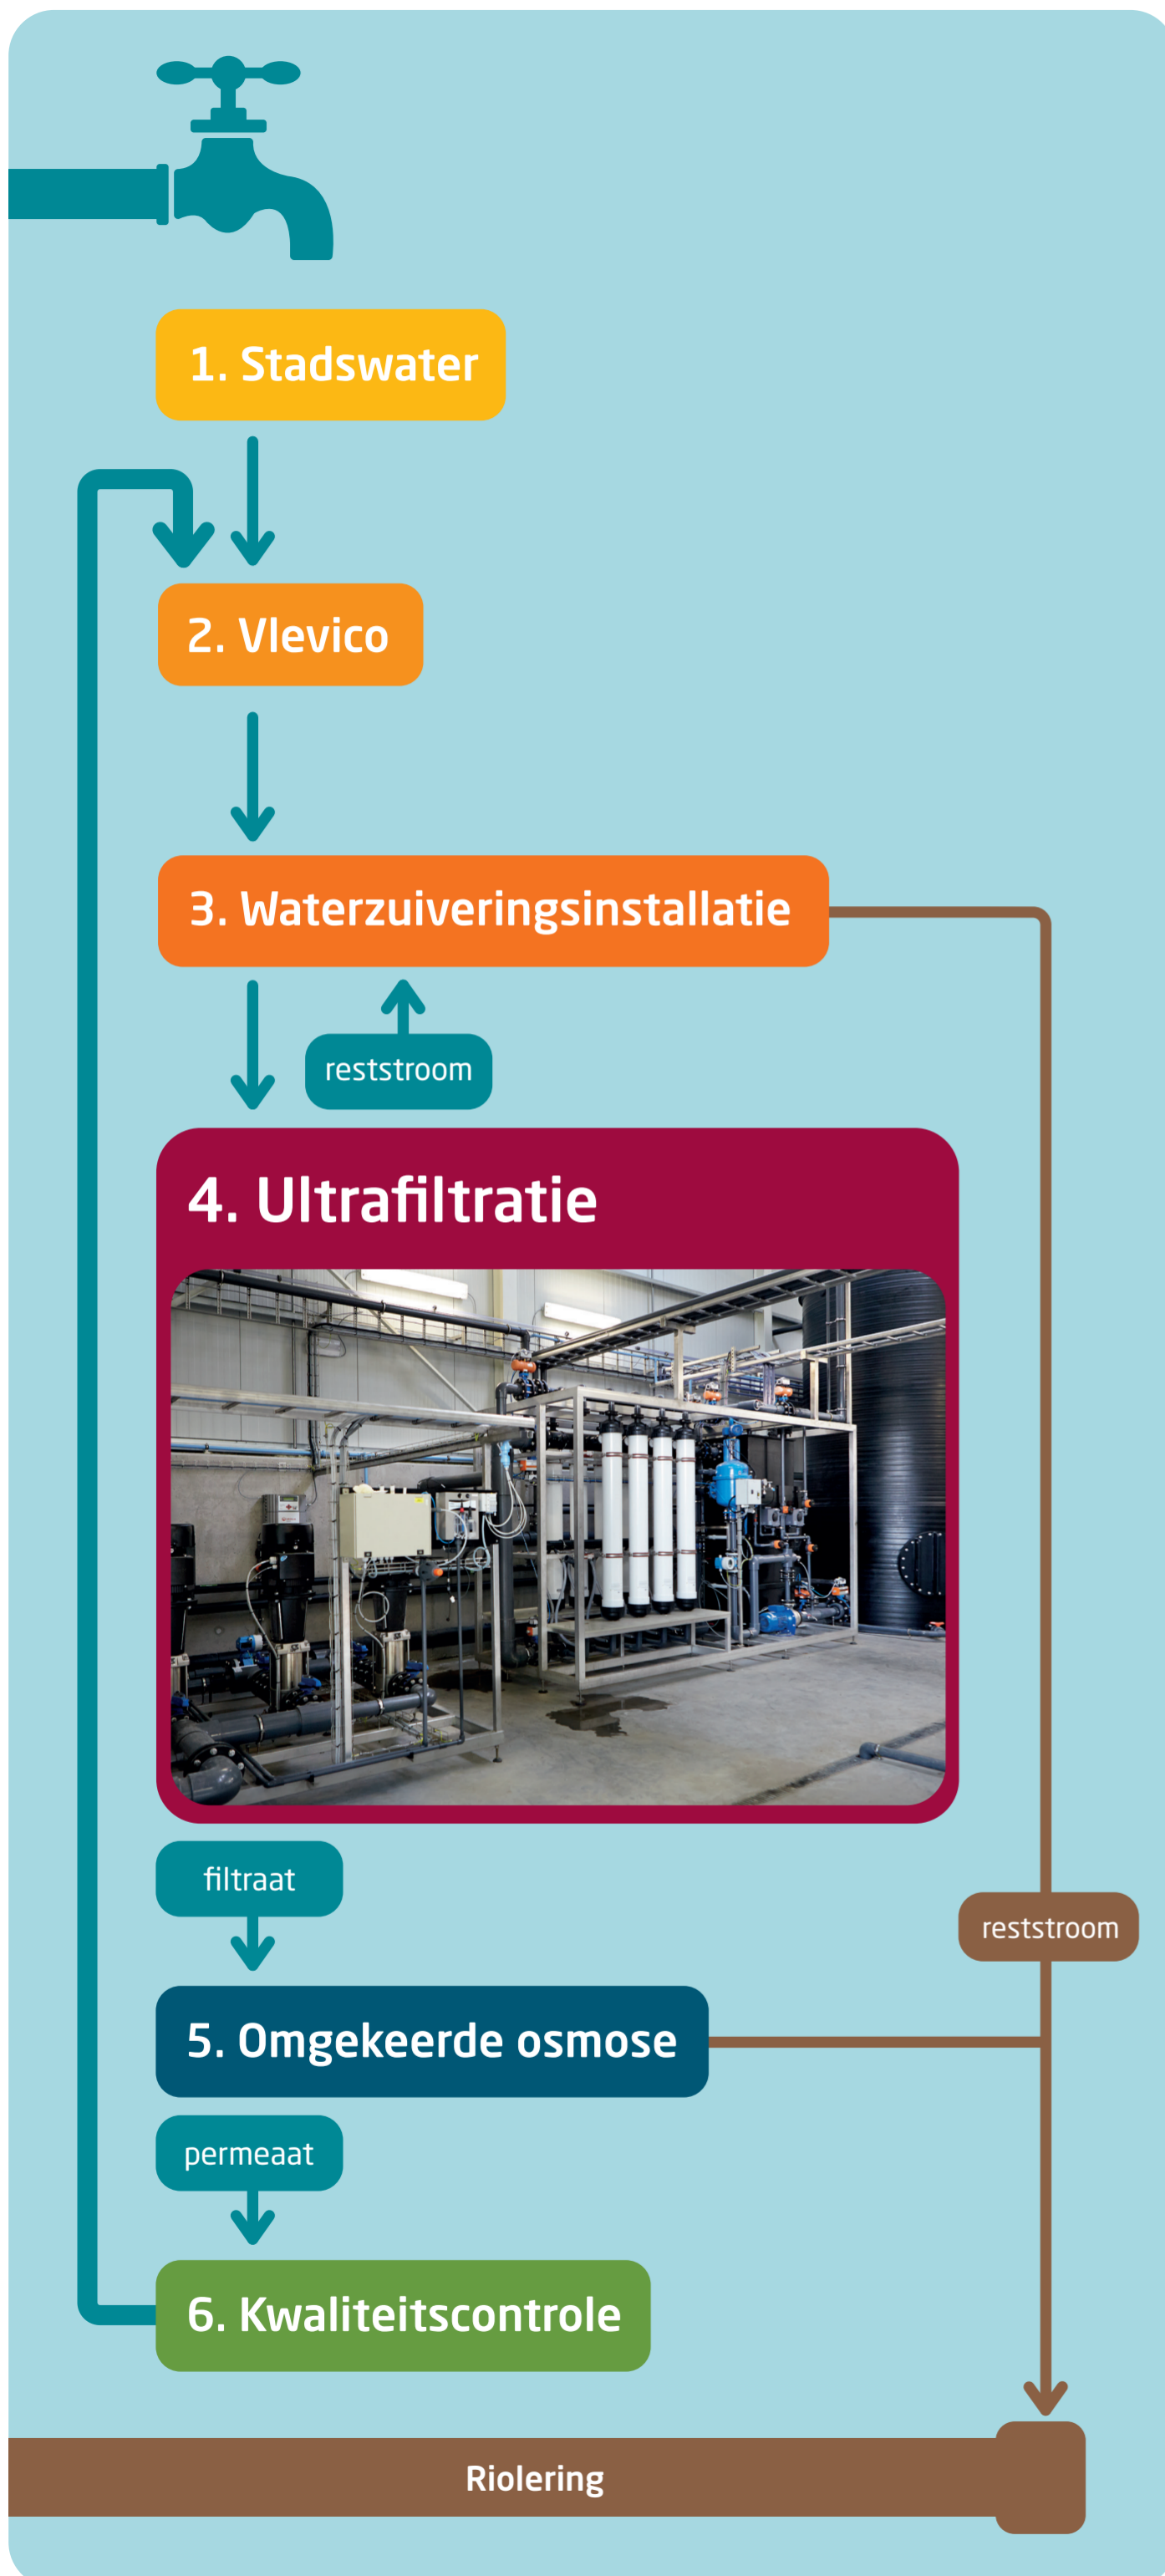 1. Stadswater
2. Vlevico
3. Waterzuiveringsinstallatie
reststroom
4. Ultrafiltratie
filtraat
reststroom
5. Omgekeerde osmose
permeaat
6. Kwaliteitscontrole
Riolering